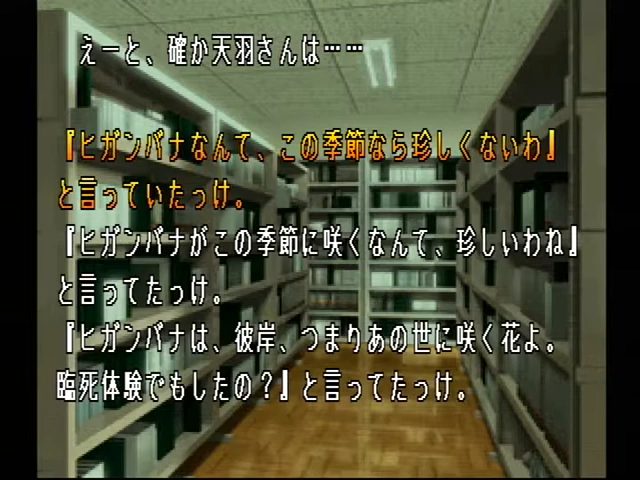 えーと、確か天羽さんは……
『ヒガンバナなんて、この季節なら珍しくないわ』
と言っていたっけ。
『ヒガンバナがこの季節に咲くなんて、珍しいわね』
と言ってたっけ。
『ヒガンバナは、彼岸、つまりあの世に咲く花よ。
臨死体験でもしたの？』と言ってたっけ。